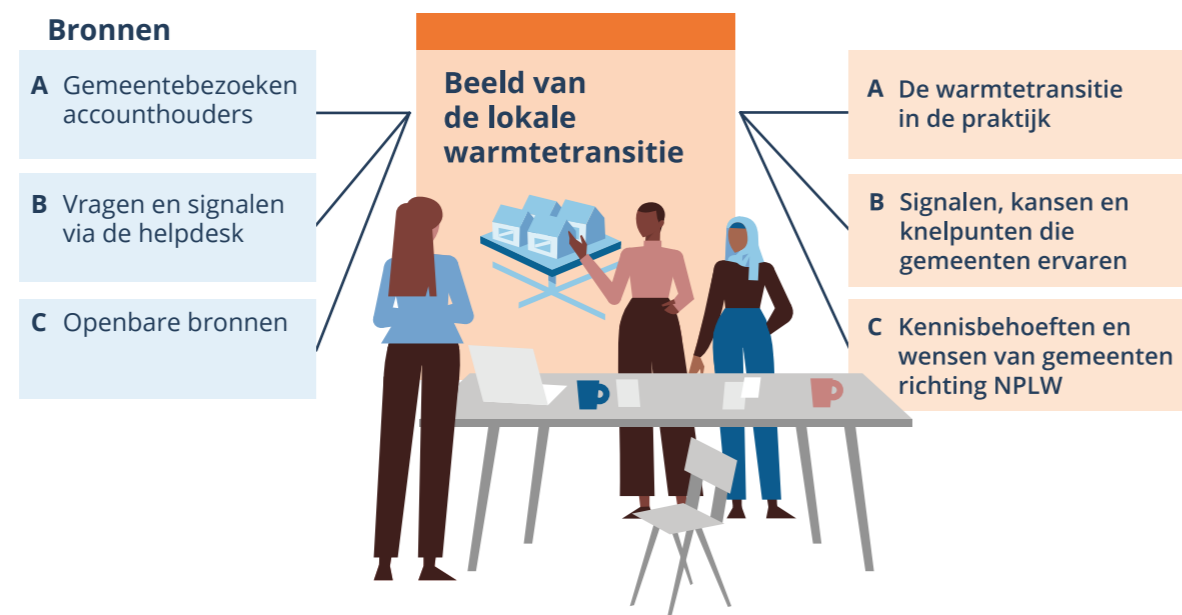 Bronnen
A Gemeentebezoeken
accounthouders
B Vragen en signalen
via de helpdesk
C Openbare bronnen
Beeld van
de lokale
warmtetransitie
A De warmtetransitie
in de praktijk
B Signalen, kansen en
knelpunten die
gemeenten ervaren
C Kennisbehoeften en
wensen van gemeenten
richting NPLW